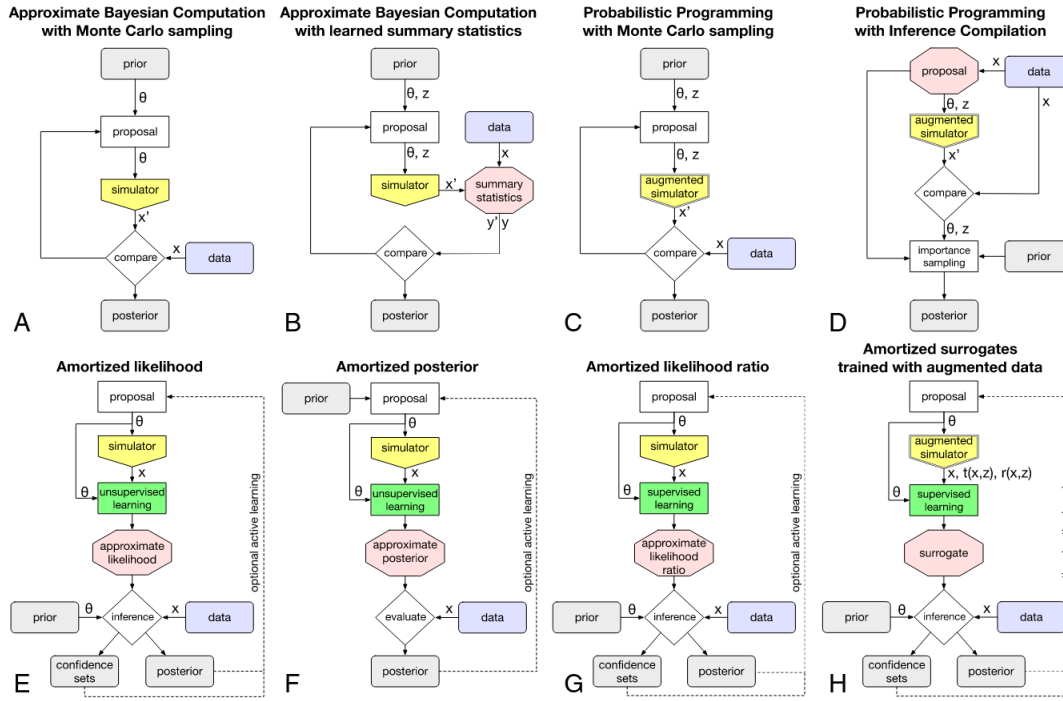 Approximate Bayesian Computation
with Monte Carlo sampling
prior
θ
proposal
θ
simulator
x'
compare
x
data
posterior
A
Approximate Bayesian Computation
with learned summary statistics
prior
θ, z
proposal
data
θ, z
x
simulator
x'
summary
statistics
y'
y
compare
posterior
B
Probabilistic Programming
with Monte Carlo sampling
prior
θ, z
proposal
θ, z
augmented
simulator
x'
compare
x
data
posterior
C
Probabilistic Programming
with Inference Compilation
proposal
x
data
θ, z
x
augmented
simulator
x'
compare
θ, z
importance
sampling
prior
posterior
D
Amortized likelihood
proposal
θ
simulator
x
θ
unsupervised
learning
approximate
likelihood
prior
θ
inference
x
data
confidence
sets
posterior
optional active learning
E
Amortized posterior
prior
proposal
θ
simulator
x
θ
unsupervised
learning
approximate
posterior
evaluate
x
data
posterior
optional active learning
F
Amortized likelihood ratio
proposal
θ
simulator
x
θ
supervised
learning
approximate
likelihood
ratio
prior
θ
inference
x
data
confidence
sets
posterior
optional active learning
G
Amortized surrogates
trained with augmented data
proposal
θ
augmented
simulator
x, t(x,z), r(x,z)
θ
supervised
learning
surrogate
prior
θ
inference
x
data
confidence
sets
posterior
H